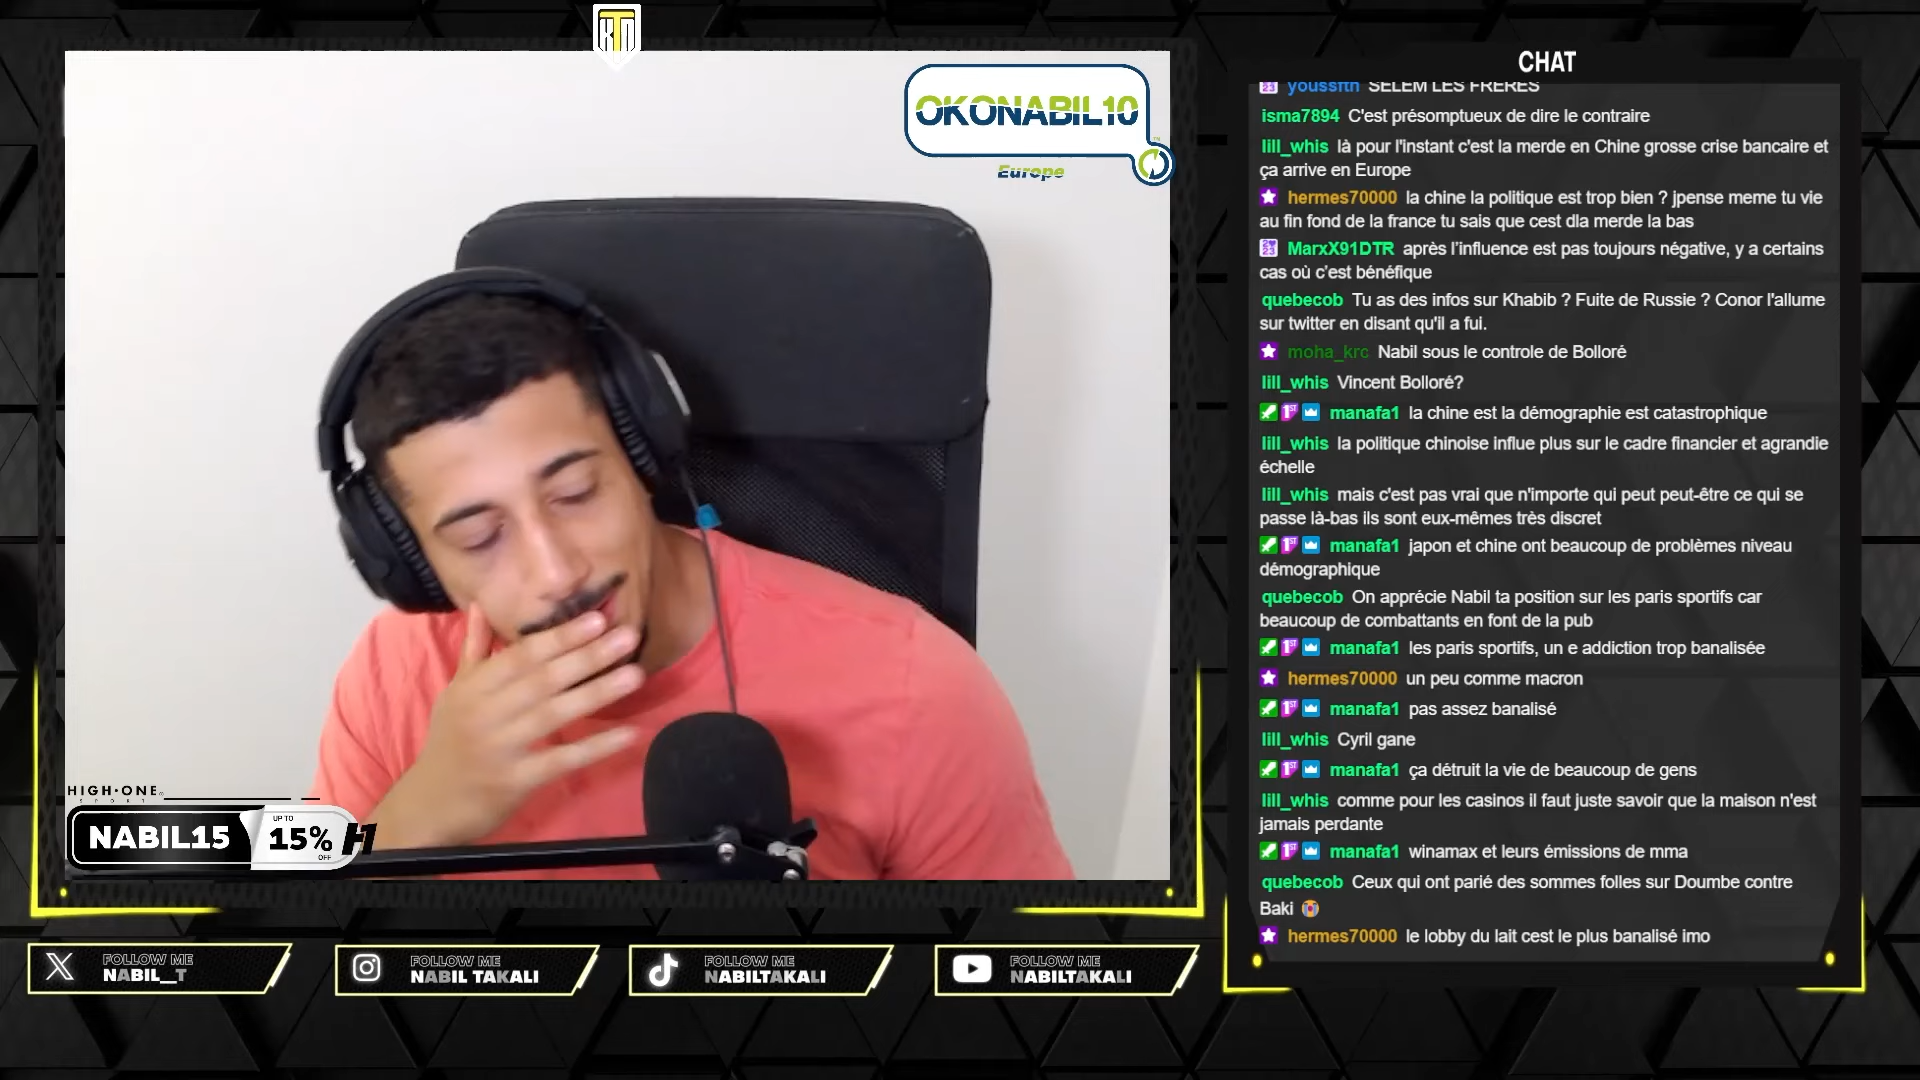 KTN
OKONABIL10
Europe
HIGH·ONE
SPORT
NABIL15
UP TO
15%
OFF
H1
FOLLOW ME
NABIL__T
FOLLOW ME
NABIL TAKALI
FOLLOW ME
NABILTAKALI
FOLLOW ME
NABILTAKALI
CHAT
youssfth SELEM LES FRERES
isma7894 C'est présomptueux de dire le contraire
lill_whis là pour l'instant c'est la merde en Chine grosse crise bancaire et
ça arrive en Europe
hermes70000 la chine la politique est trop bien ? jpense meme tu vie
au fin fond de la france tu sais que cest dla merde la bas
MarxX91DTR après l'influence est pas toujours négative, y a certains
cas où c'est bénéfique
quebecob Tu as des infos sur Khabib ? Fuite de Russie ? Conor l'allume
sur twitter en disant qu'il a fui.
moha_krc Nabil sous le controle de Bolloré
lill_whis Vincent Bolloré?
1ST manafa1 la chine est la démographie est catastrophique
lill_whis la politique chinoise influe plus sur le cadre financier et agrandie
échelle
lill_whis mais c'est pas vrai que n'importe qui peut peut-être ce qui se
passe là-bas ils sont eux-mêmes très discret
1ST manafa1 japon et chine ont beaucoup de problèmes niveau
démographique
quebecob On apprécie Nabil ta position sur les paris sportifs car
beaucoup de combattants en font de la pub
1ST manafa1 les paris sportifs, un e addiction trop banalisée
hermes70000 un peu comme macron
1ST manafa1 pas assez banalisé
lill_whis Cyril gane
1ST manafa1 ça détruit la vie de beaucoup de gens
lill_whis comme pour les casinos il faut juste savoir que la maison n'est
jamais perdante
1ST manafa1 winamax et leurs émissions de mma
quebecob Ceux qui ont parié des sommes folles sur Doumbe contre
Baki
hermes70000 le lobby du lait cest le plus banalisé imo